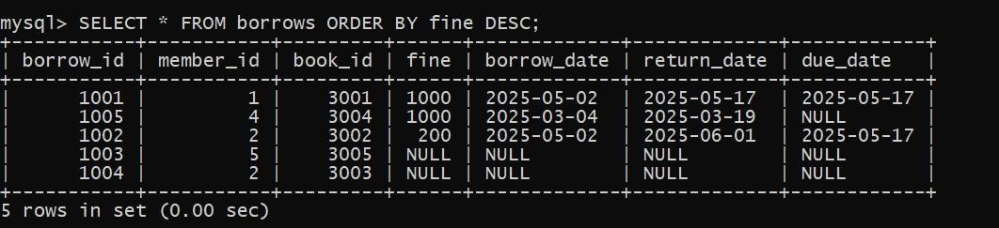 mysql> SELECT * FROM borrows ORDER BY fine DESC;
+-----------+-----------+---------+------+-------------+-------------+------------+
| borrow_id | member_id | book_id | fine | borrow_date | return_date | due_date   |
+-----------+-----------+---------+------+-------------+-------------+------------+
|      1001 |         1 |    3001 | 1000 | 2025-05-02  | 2025-05-17  | 2025-05-17 |
|      1005 |         4 |    3004 | 1000 | 2025-03-04  | 2025-03-19  | NULL       |
|      1002 |         2 |    3002 |  200 | 2025-05-02  | 2025-06-01  | 2025-05-17 |
|      1003 |         5 |    3005 | NULL | NULL        | NULL        | NULL       |
|      1004 |         2 |    3003 | NULL | NULL        | NULL        | NULL       |
+-----------+-----------+---------+------+-------------+-------------+------------+
5 rows in set (0.00 sec)